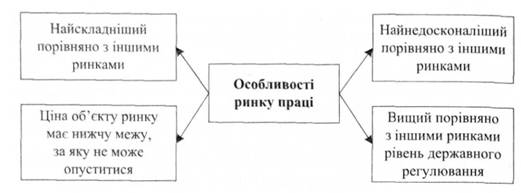 Найскладніший
порівняно з іншими
ринками
Найнедосконаліший
порівняно з іншими
ринками
Особливості
ринку праці
Ціна об’єкту ринку
має нижчу межу,
за яку не може
опуститися
Вищий порівняно
з іншими ринками
рівень державного
регулювання